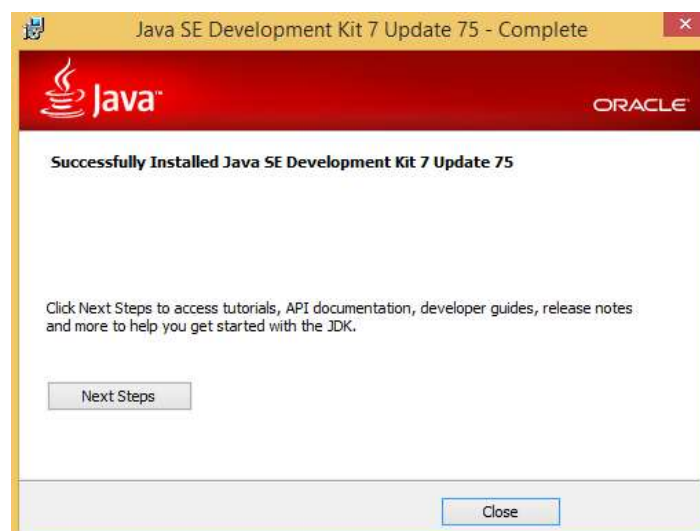 Java SE Development Kit 7 Update 75 - Complete
Java™
ORACLE
Successfully Installed Java SE Development Kit 7 Update 75
Click Next Steps to access tutorials, API documentation, developer guides, release notes
and more to help you get started with the JDK.
Next Steps
Close